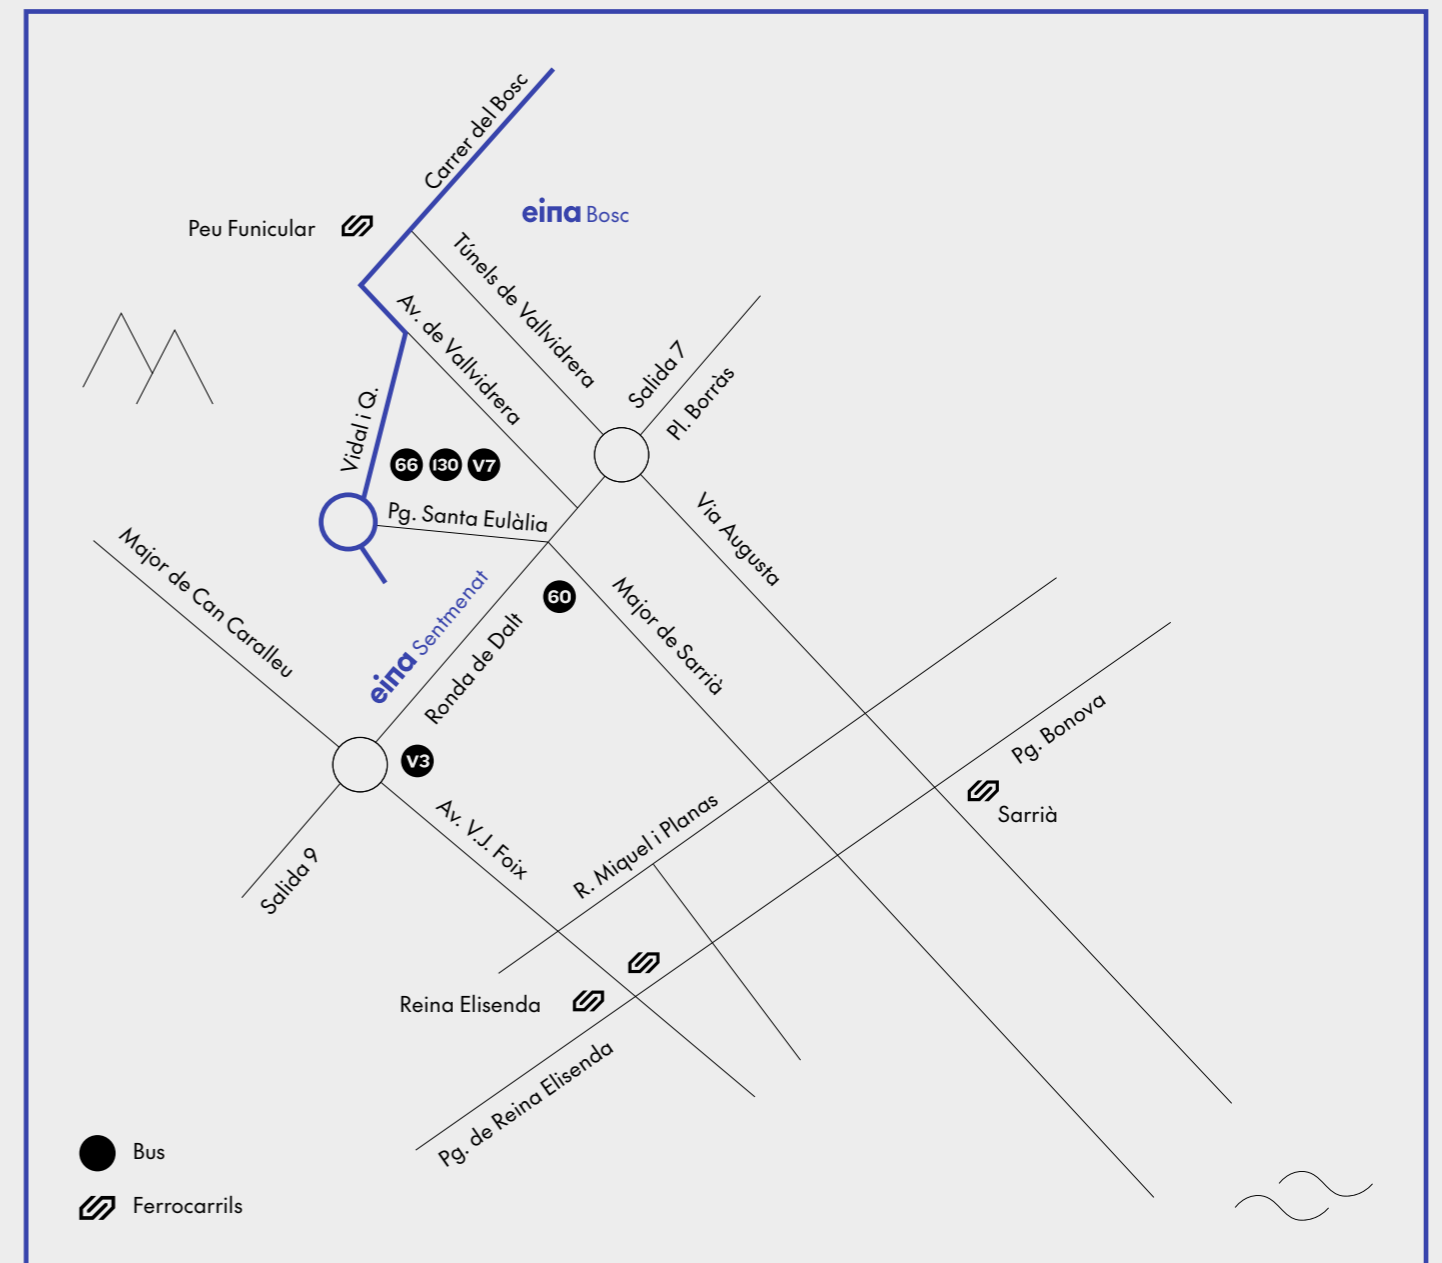 Carrer del Bosc
eina Bosc
Peu Funicular
Túnels de Vallvidrera
Av. de Vallvidrera
Salida 7
Pl. Borràs
Vidal i Q.
66 130 V7
Pg. Santa Eulàlia
Via Augusta
Major de Can Caralleu
eina Sentmenat
60
Ronda de Dalt
Major de Sarrià
V3
Pg. Bonova
Sarrià
Av. V.J. Foix
R. Miquel i Planas
Salida 9
Reina Elisenda
Pg. de Reina Elisenda
Bus
Ferrocarrils